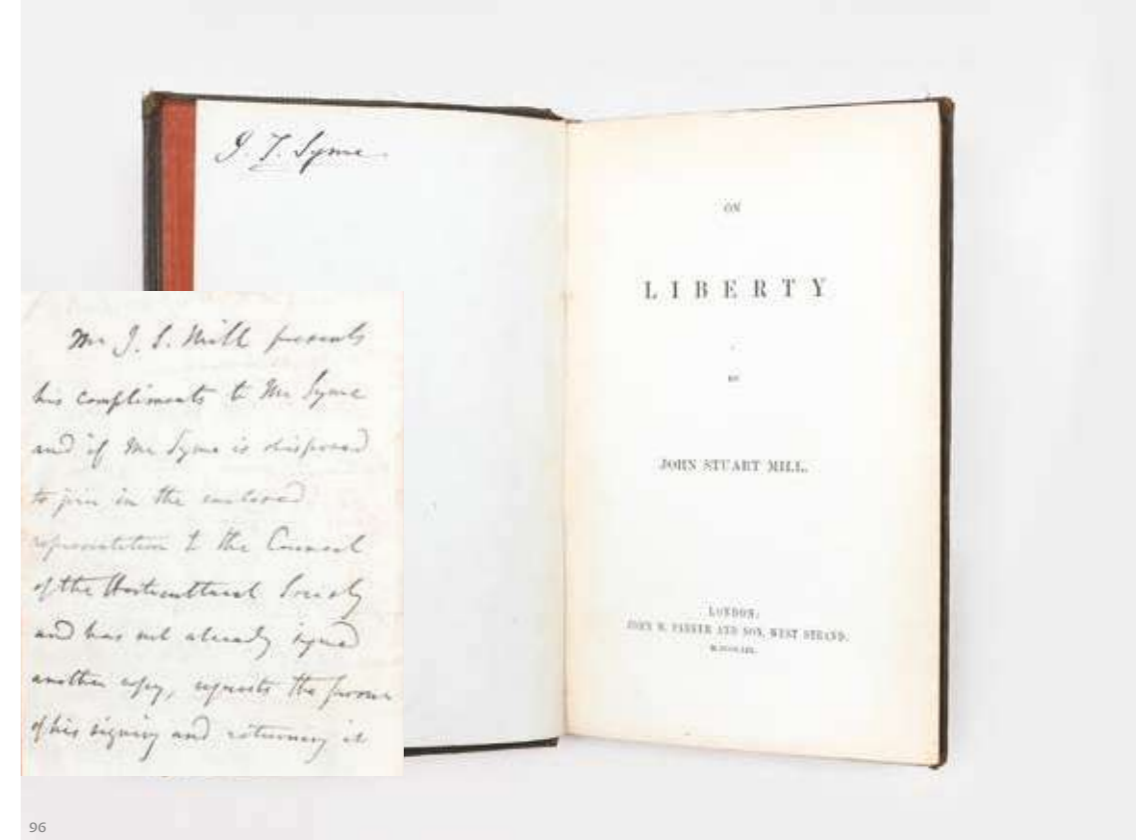 J. T. Syme
Mr J. S. Mill presents
his compliments to Mr Syme
and if Mr Syme is disposed
to join in the enclosed
representation to the Council
of the Horticultural Society
and has not already signed
another copy, requests the favour
of his signing and returning it
ON
LIBERTY
BY
JOHN STUART MILL.
LONDON:
JOHN W. PARKER AND SON, WEST STRAND.
M.DCCC.LIX.
96